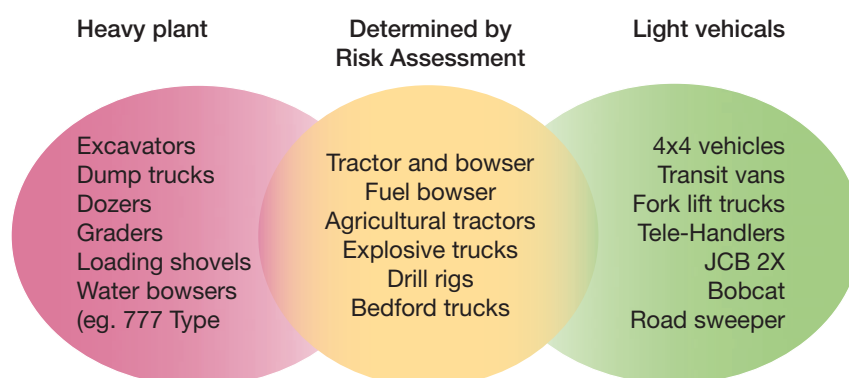 Heavy plant
Determined by
Risk Assessment
Light vehicals
Excavators
Dump trucks
Dozers
Graders
Loading shovels
Water bowsers
(eg. 777 Type
Tractor and bowser
Fuel bowser
Agricultural tractors
Explosive trucks
Drill rigs
Bedford trucks
4x4 vehicles
Transit vans
Fork lift trucks
Tele-Handlers
JCB 2X
Bobcat
Road sweeper